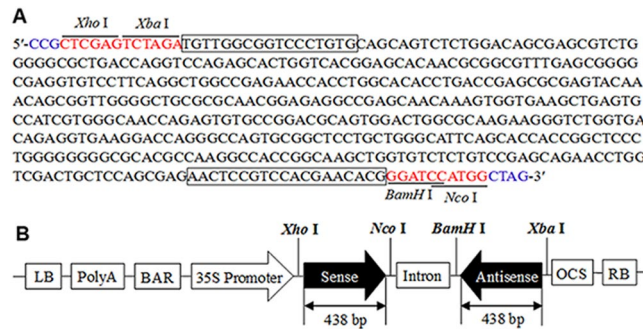 A
Xho I Xba I
5'-CCGCTCGAGTCTAGATGTTGGCGGTCCCTGTGCAGCAGTCTCTGGACAGCGAGCGTCTG
GGGGCGCTGACCAGGTCCAGAGCACTGGTCACGGAGCACAACGCGGCGTTTGAGCGGGG
CGAGGTGTCCTTCAGGCTGGCCGAGAACCACCTGGCACACCTGACCGAGCGCGAGTACAA
ACAGCGGTTGGGGCTGCGCGCAACGGAGAGGCCGAGCAACAAAGTGGTGAAGCTGAGTG
CCATCGTGGGCAACCAGAGTGTGCCGGACGCAGTGGACTGGCGCAAGAAGGGTCTGGTGA
CAGAGGTGAAGGACCAGGGCCAGTGCGGCTCCTGCTGGGCATTCAGCACCACCGGCTCCC
TGGGGGGGGCGCACGCCAAGGCCACCGGCAAGCTGGTGTCTCTGTCCGAGCAGAACCTGG
TCGACTGCTCCAGCGAGAACTCCGTCCACGAACACGGGATCCATGGCTAG-3'
BamH I Nco I
B
Xho I Nco I BamH I Xba I
LB PolyA BAR 35S Promoter Sense Intron Antisense OCS RB
438 bp 438 bp